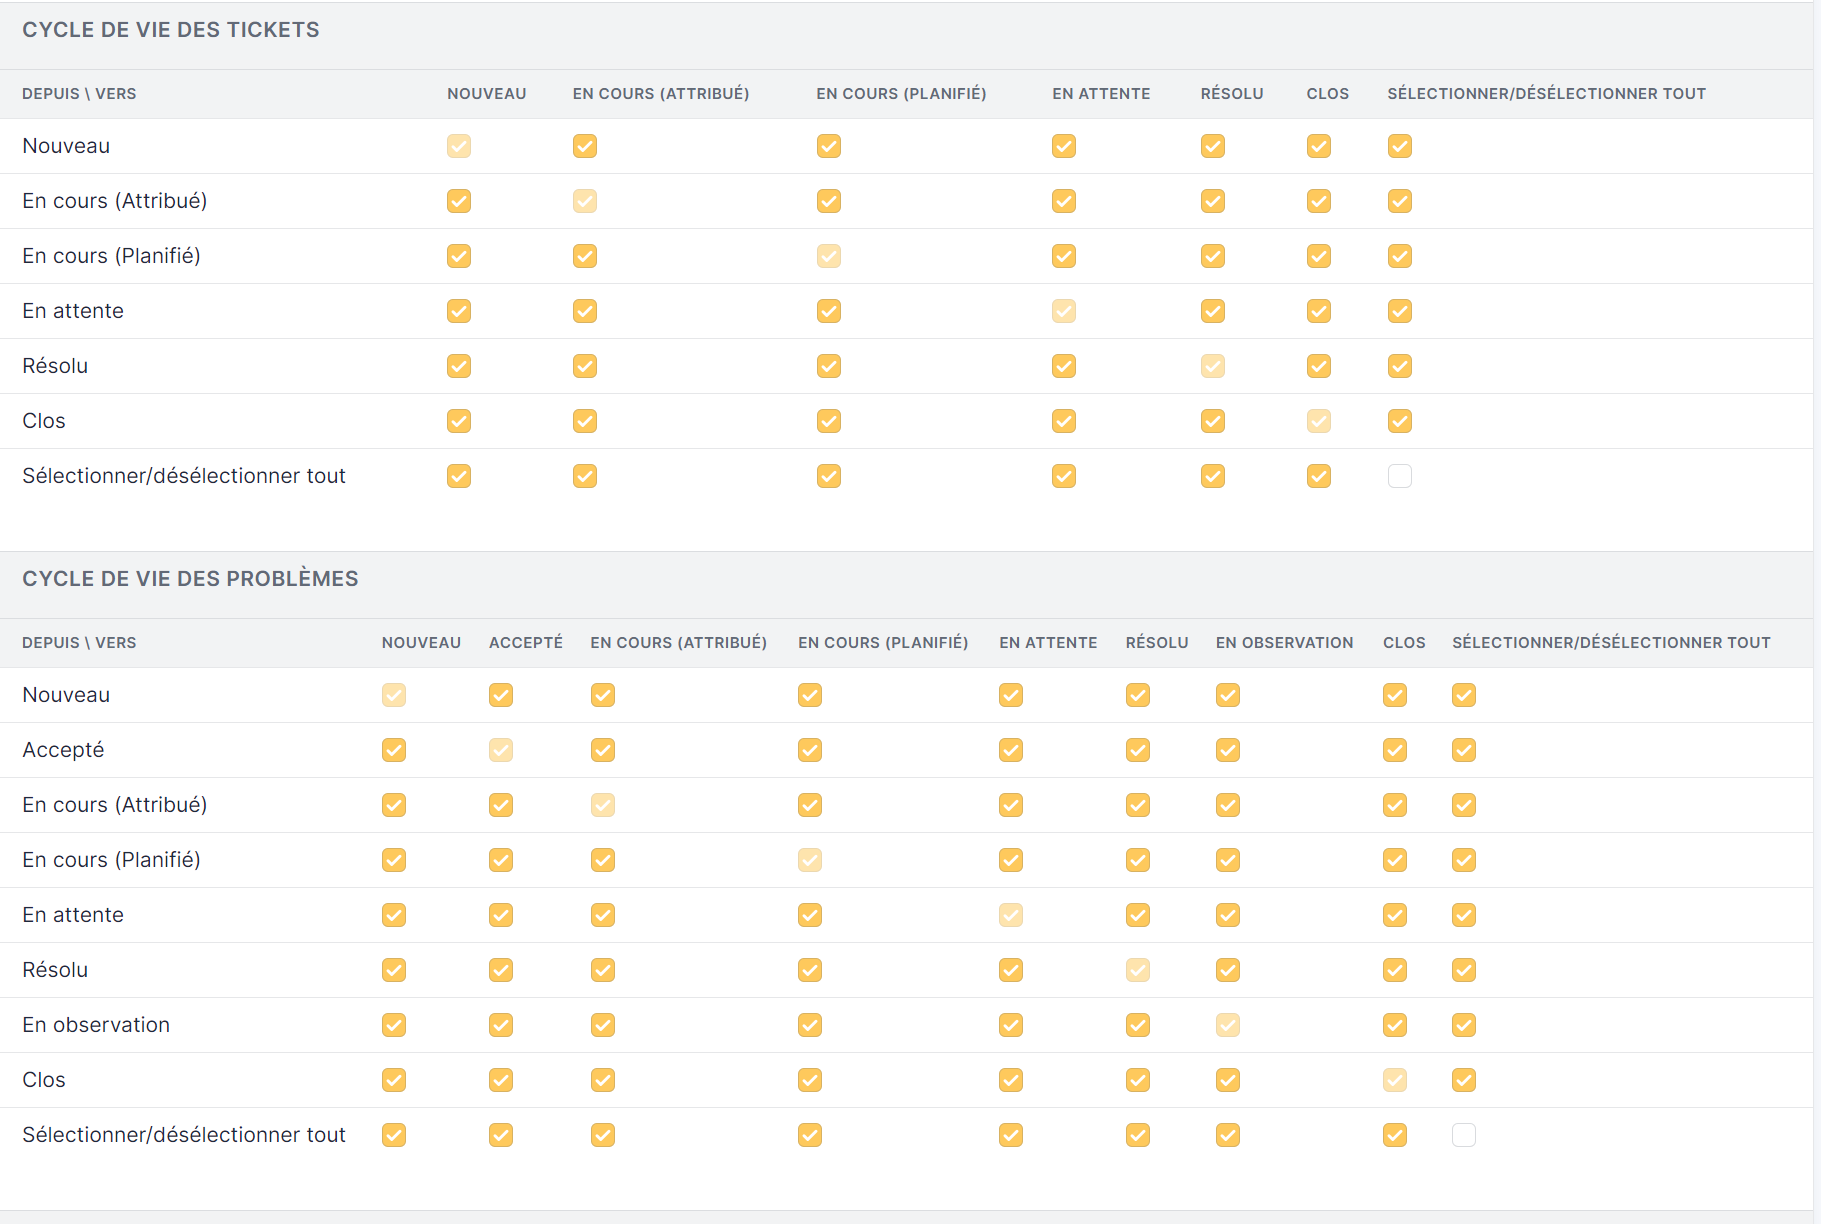 CYCLE DE VIE DES TICKETS
DEPUIS \ VERS NOUVEAU EN COURS (ATTRIBUÉ) EN COURS (PLANIFIÉ) EN ATTENTE RÉSOLU CLOS SÉLECTIONNER/DÉSÉLECTIONNER TOUT
Nouveau
En cours (Attribué)
En cours (Planifié)
En attente
Résolu
Clos
Sélectionner/désélectionner tout
CYCLE DE VIE DES PROBLÈMES
DEPUIS \ VERS NOUVEAU ACCEPTÉ EN COURS (ATTRIBUÉ) EN COURS (PLANIFIÉ) EN ATTENTE RÉSOLU EN OBSERVATION CLOS SÉLECTIONNER/DÉSÉLECTIONNER TOUT
Nouveau
Accepté
En cours (Attribué)
En cours (Planifié)
En attente
Résolu
En observation
Clos
Sélectionner/désélectionner tout